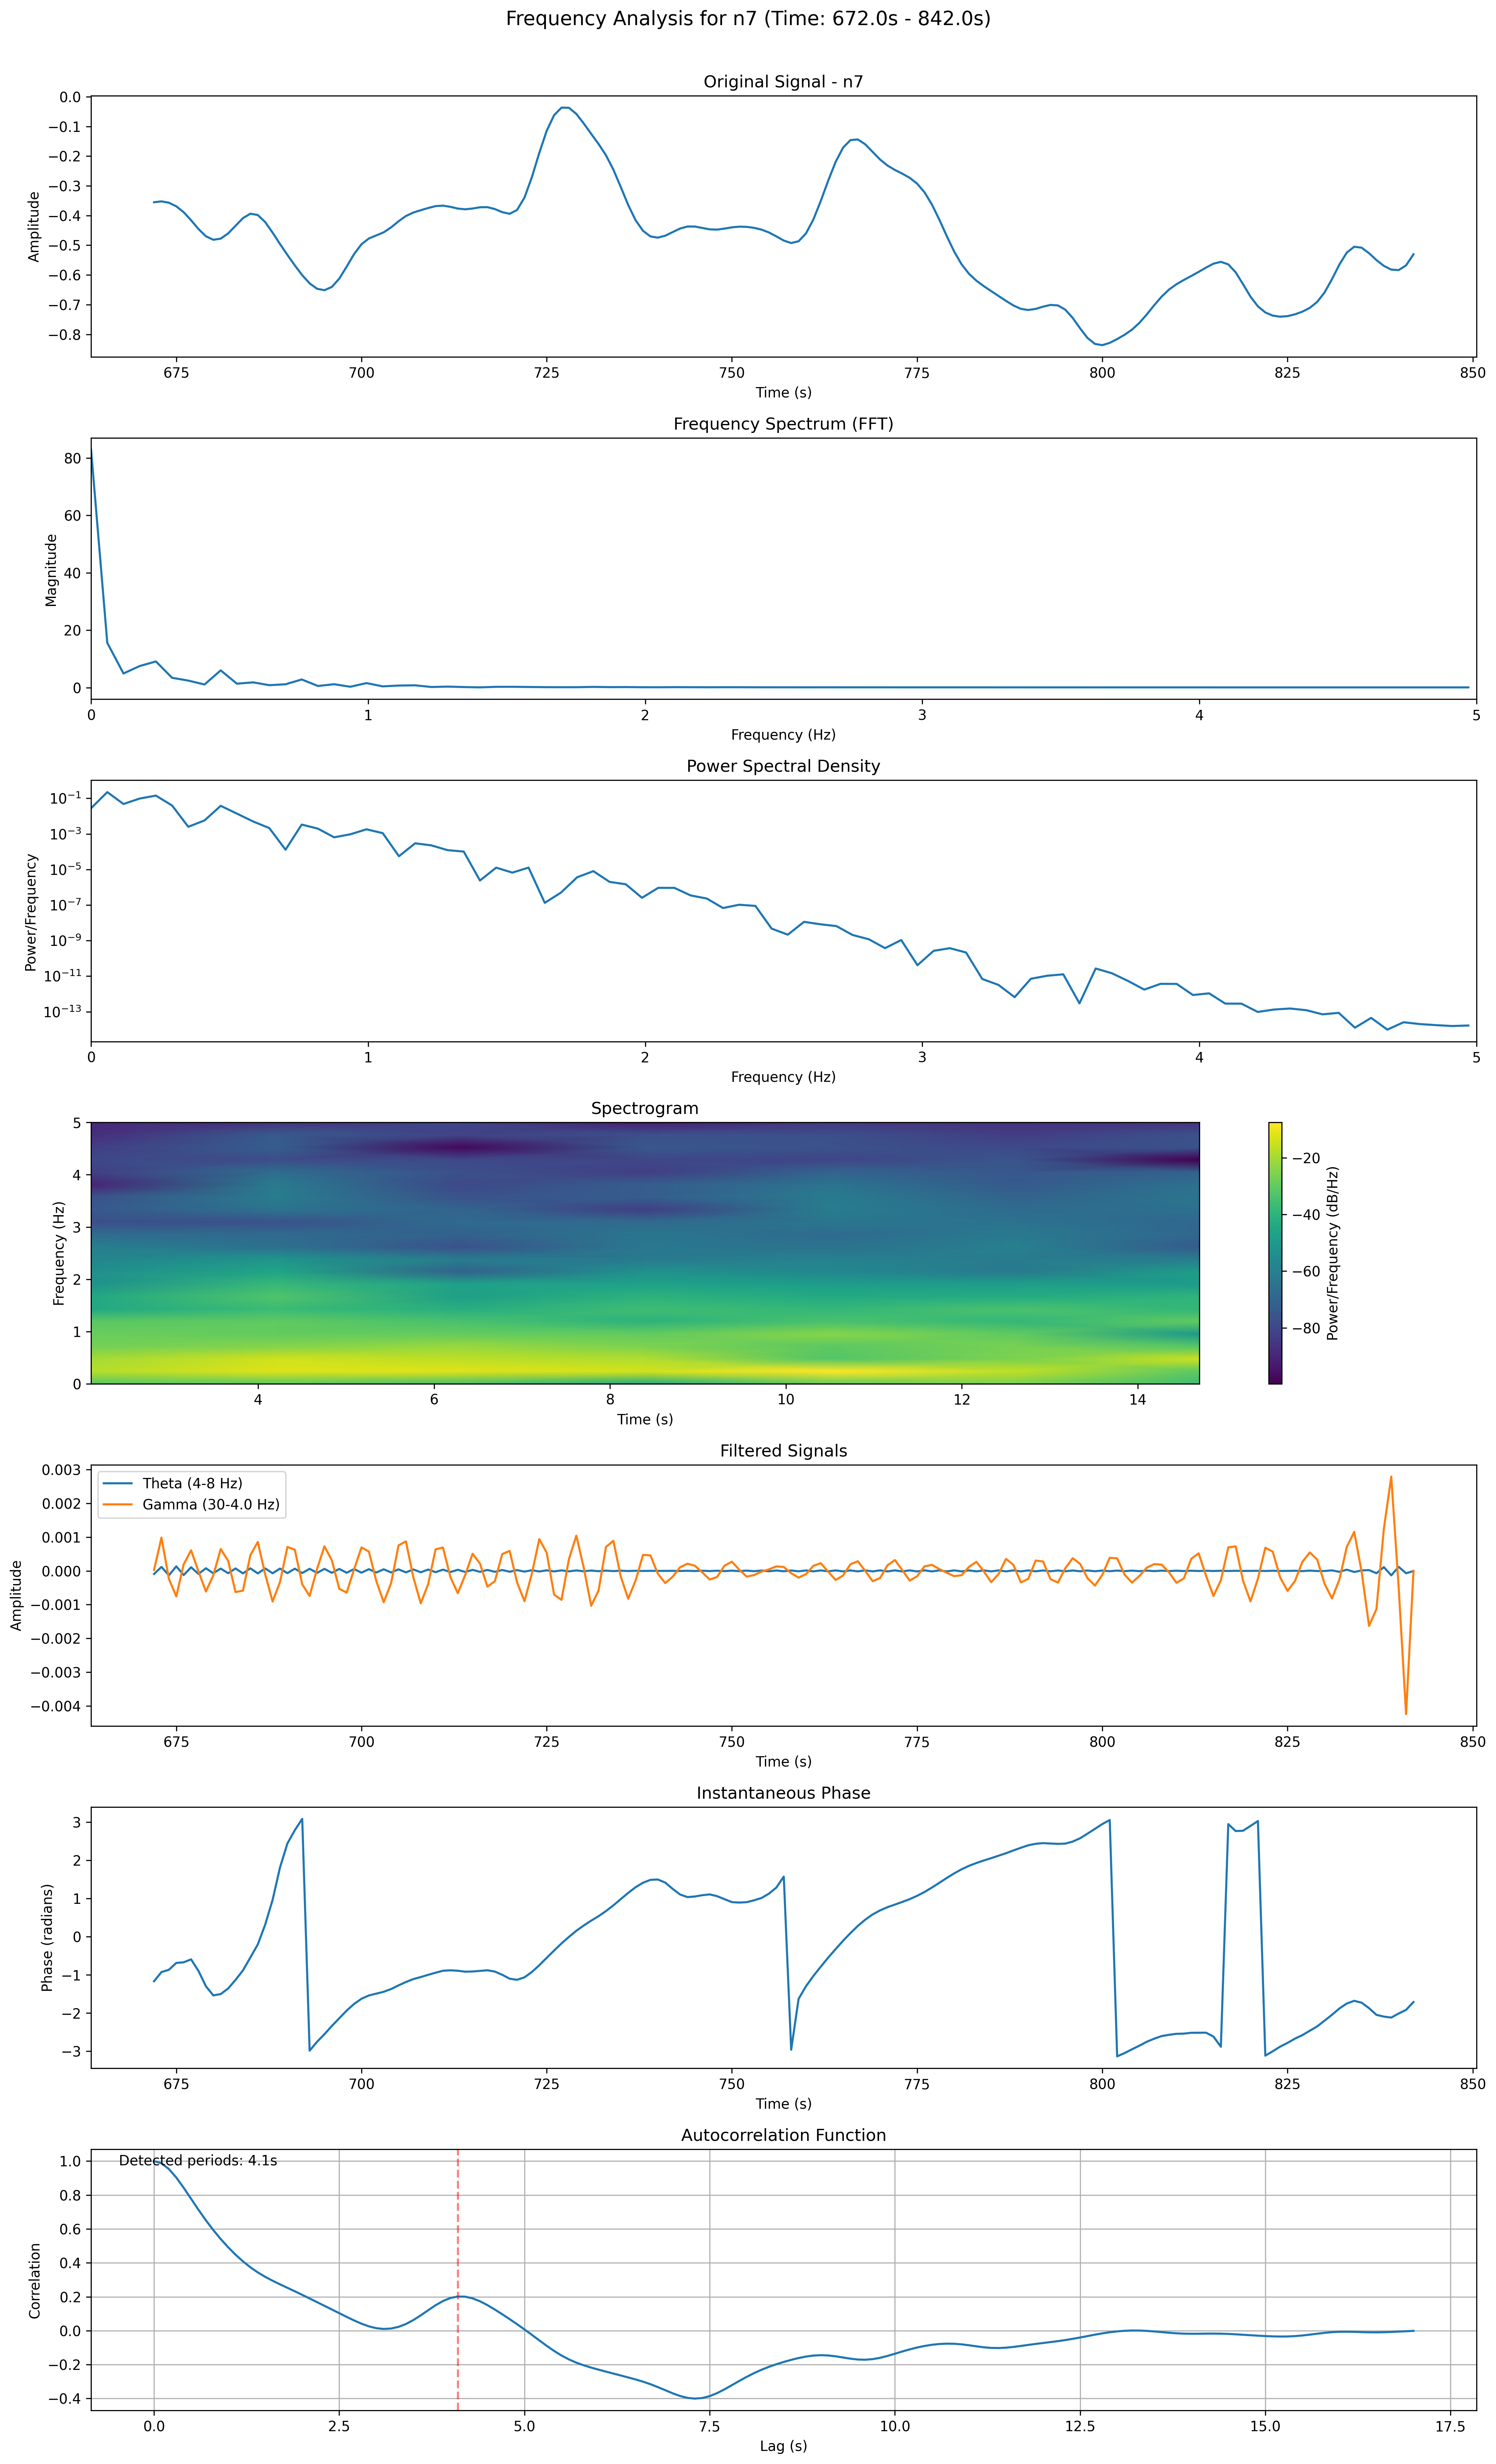 Frequency Analysis for n7 (Time: 672.0s - 842.0s)
Original Signal - n7
0.0
−0.1
−0.2
−0.3
−0.4
−0.5
−0.6
−0.7
−0.8
Amplitude
675 700 725 750 775 800 825 850
Time (s)
Frequency Spectrum (FFT)
80
60
40
20
0
Magnitude
0 1 2 3 4 5
Frequency (Hz)
Power Spectral Density
10⁻¹
10⁻³
10⁻⁵
10⁻⁷
10⁻⁹
10⁻¹¹
10⁻¹³
Power/Frequency
0 1 2 3 4 5
Frequency (Hz)
Spectrogram
5
4
3
2
1
0
Frequency (Hz)
4 6 8 10 12 14
Time (s)
−20
−40
−60
−80
Power/Frequency (dB/Hz)
Filtered Signals
Theta (4-8 Hz)
Gamma (30-4.0 Hz)
0.003
0.002
0.001
0.000
−0.001
−0.002
−0.003
−0.004
Amplitude
675 700 725 750 775 800 825 850
Time (s)
Instantaneous Phase
3
2
1
0
−1
−2
−3
Phase (radians)
675 700 725 750 775 800 825 850
Time (s)
Autocorrelation Function
Detected periods: 4.1s
1.0
0.8
0.6
0.4
0.2
0.0
−0.2
−0.4
Correlation
0.0 2.5 5.0 7.5 10.0 12.5 15.0 17.5
Lag (s)